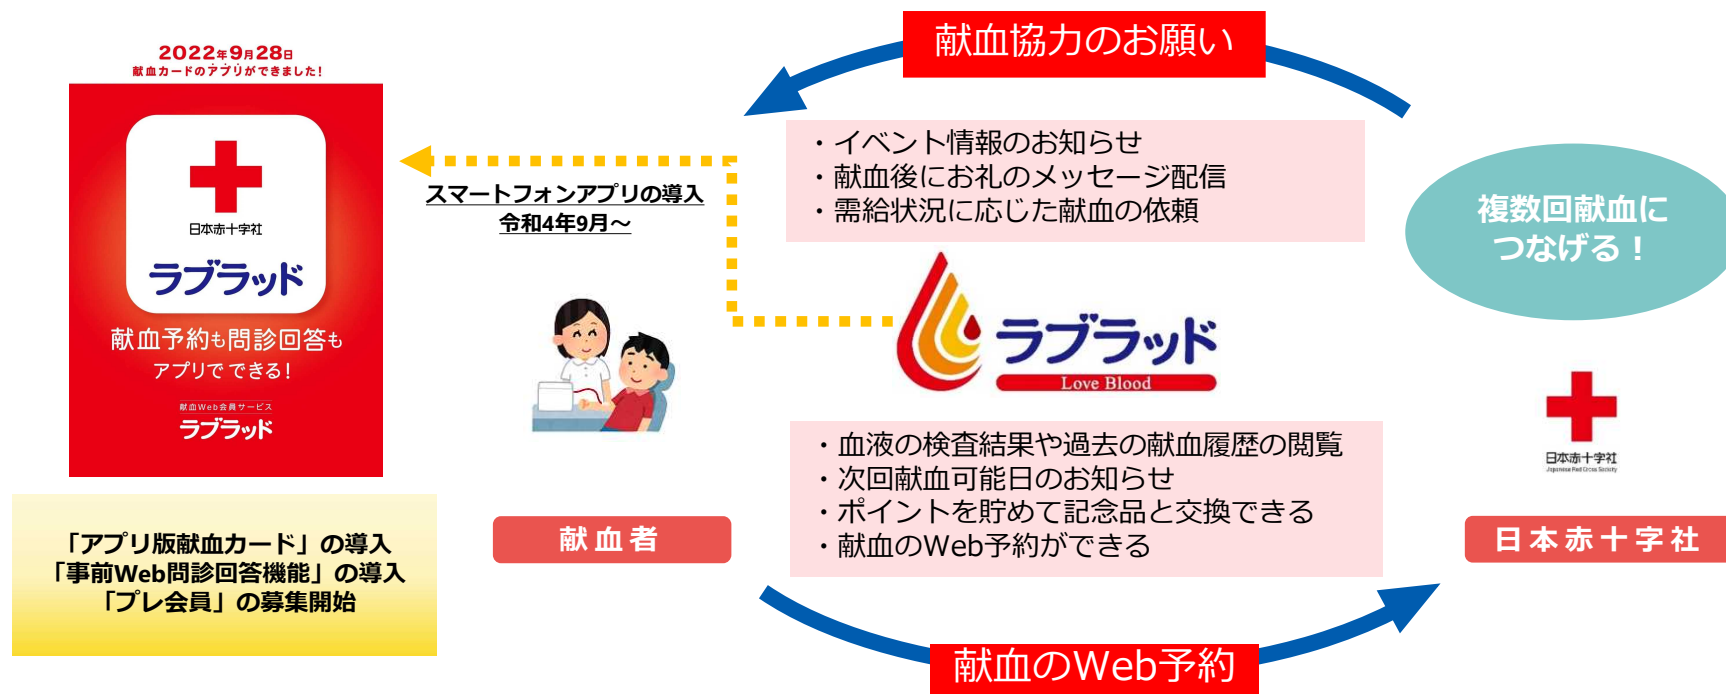 2022年9月28日
献血カードのアプリができました！
日本赤十字社
ラブラッド
献血予約も問診回答も
アプリでできる！
献血Web会員サービス
ラブラッド
「アプリ版献血カード」の導入
「事前Web問診回答機能」の導入
「プレ会員」の募集開始
スマートフォンアプリの導入
令和4年9月～
献血者
献血協力のお願い
・イベント情報のお知らせ
・献血後にお礼のメッセージ配信
・需給状況に応じた献血の依頼
ラブラッド
Love Blood
・血液の検査結果や過去の献血履歴の閲覧
・次回献血可能日のお知らせ
・ポイントを貯めて記念品と交換できる
・献血のWeb予約ができる
献血のWeb予約
複数回献血に
つなげる！
日本赤十字社
Japanese Red Cross Society
日本赤十字社